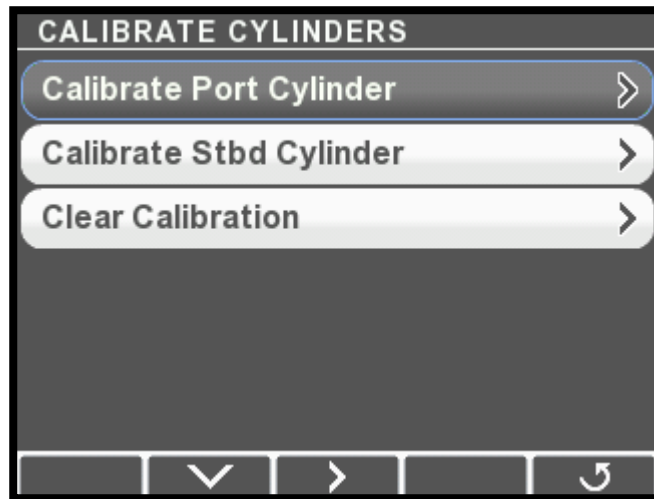 CALIBRATE CYLINDERS
Calibrate Port Cylinder
Calibrate Stbd Cylinder
Clear Calibration